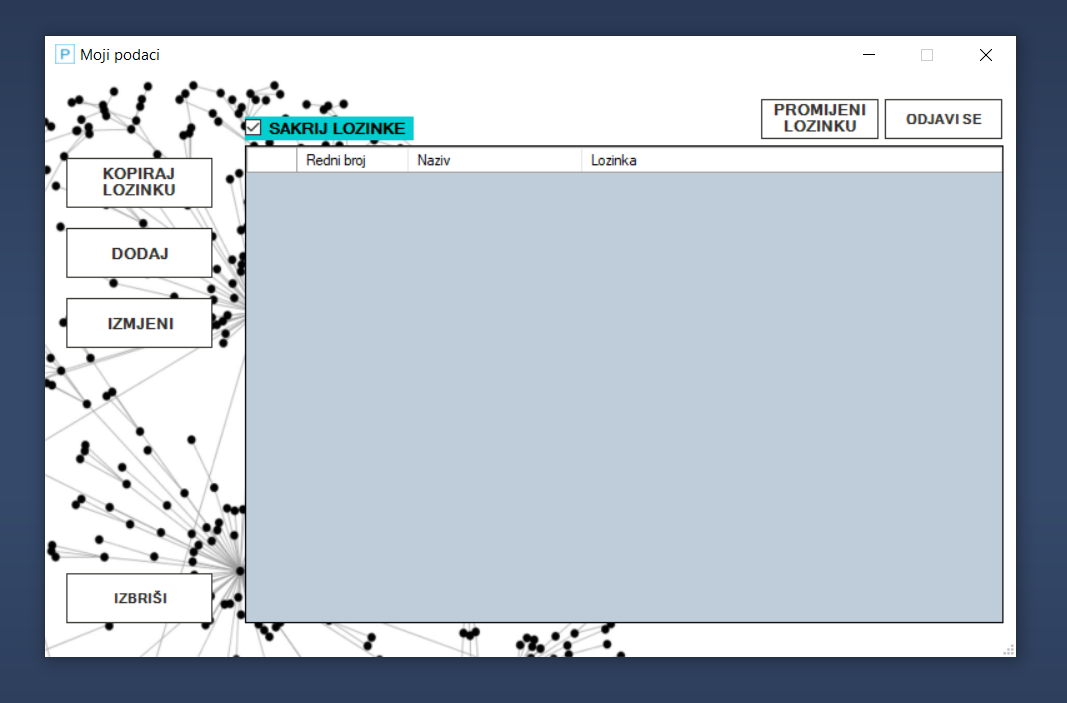 P Moji podaci
PROMIJENI
LOZINKU
ODJAVI SE
SAKRIJ LOZINKE
Redni broj Naziv Lozinka
KOPIRAJ
LOZINKU
DODAJ
IZMJENI
IZBRIŠI